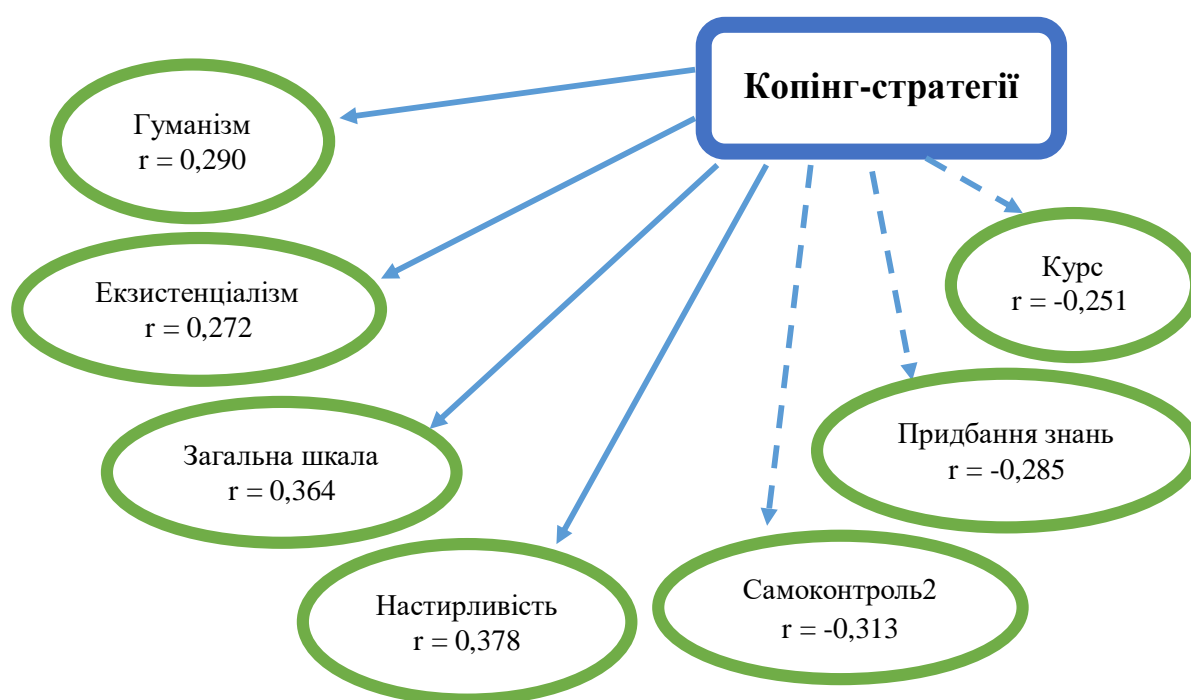 Копінг-стратегії
Гуманізм
r = 0,290
Екзистенціалізм
r = 0,272
Загальна шкала
r = 0,364
Настирливість
r = 0,378
Самоконтроль2
r = -0,313
Придбання знань
r = -0,285
Курс
r = -0,251